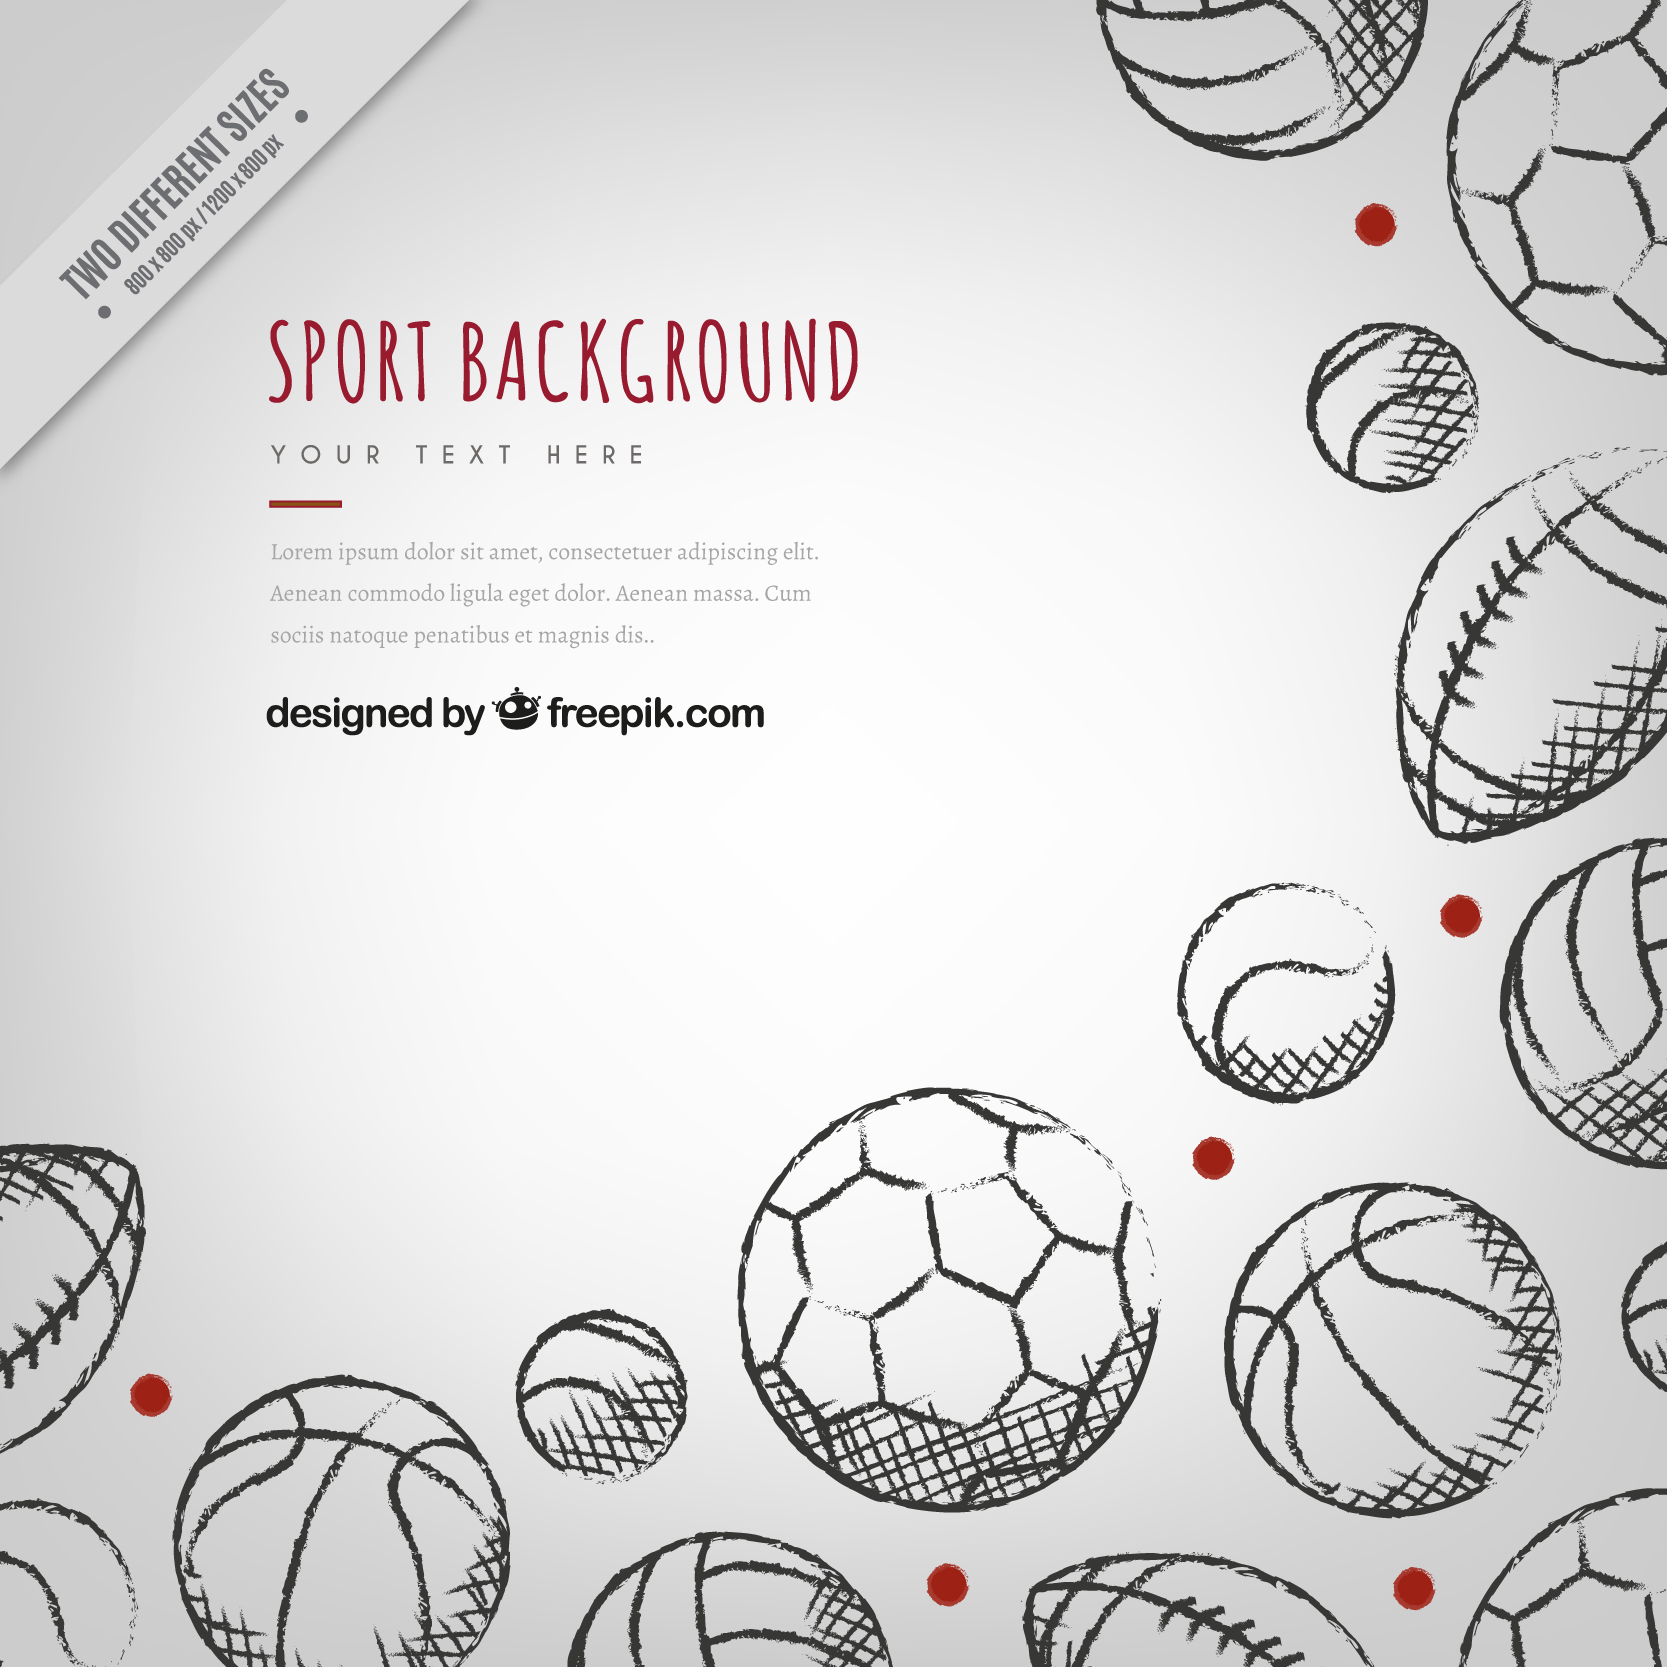 TWO DIFFERENT SIZES
800 x 800 px / 1200 x 800 px
SPORT BACKGROUND
YOUR TEXT HERE
Lorem ipsum dolor sit amet, consectetuer adipiscing elit.
Aenean commodo ligula eget dolor. Aenean massa. Cum
sociis natoque penatibus et magnis dis..
designed by freepik.com